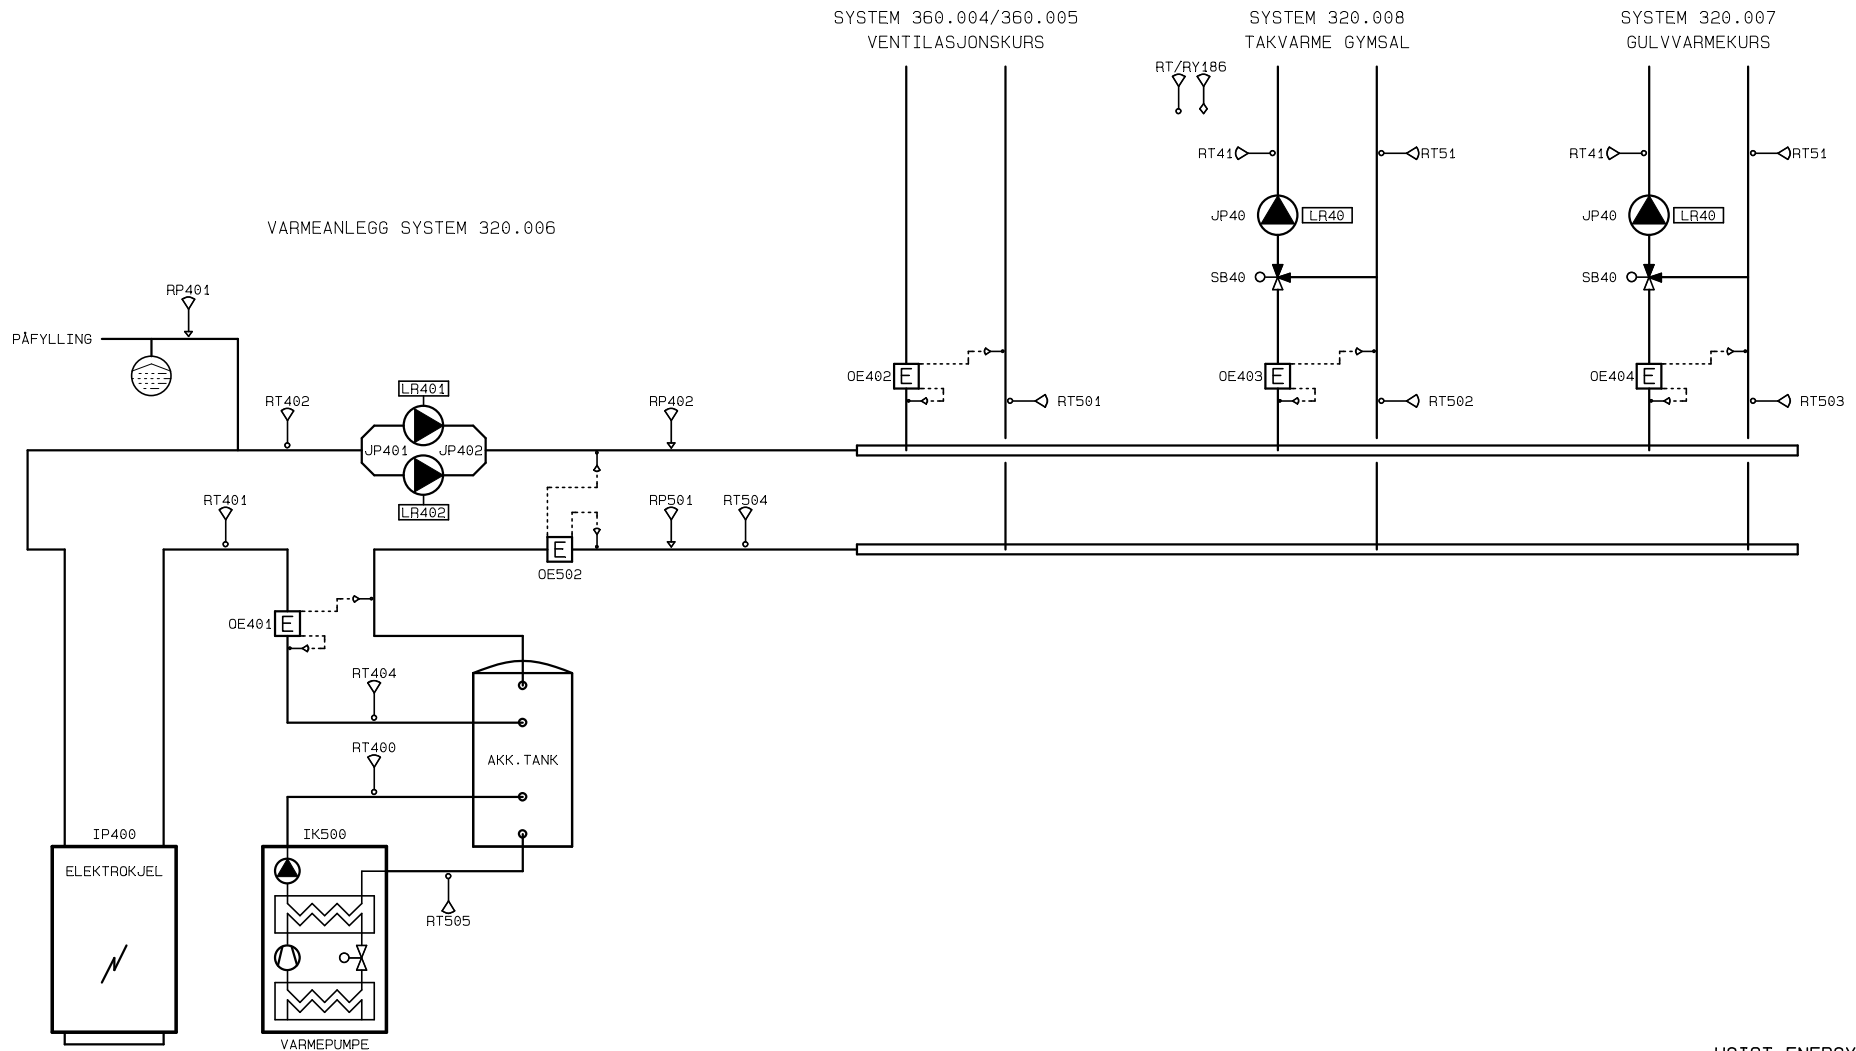 SYSTEM 360.004/360.005
VENTILASJONSKURS
SYSTEM 320.008
TAKVARME GYMSAL
SYSTEM 320.007
GULVVARMEKURS
RT/RY186
RT41
RT51
RT41
RT51
JP40
LR40
JP40
LR40
VARMEANLEGG SYSTEM 320.006
SB40
SB40
RP401
PÅFYLLING
OE402
E
OE403
E
OE404
E
LR401
RT402
RP402
RT501
RT502
RT503
JP401
JP402
RT401
LR402
RP501
RT504
E
OE502
OE401
E
RT404
RT400
AKK.TANK
IP400
IK500
ELEKTROKJEL
RT505
VARMEPUMPE